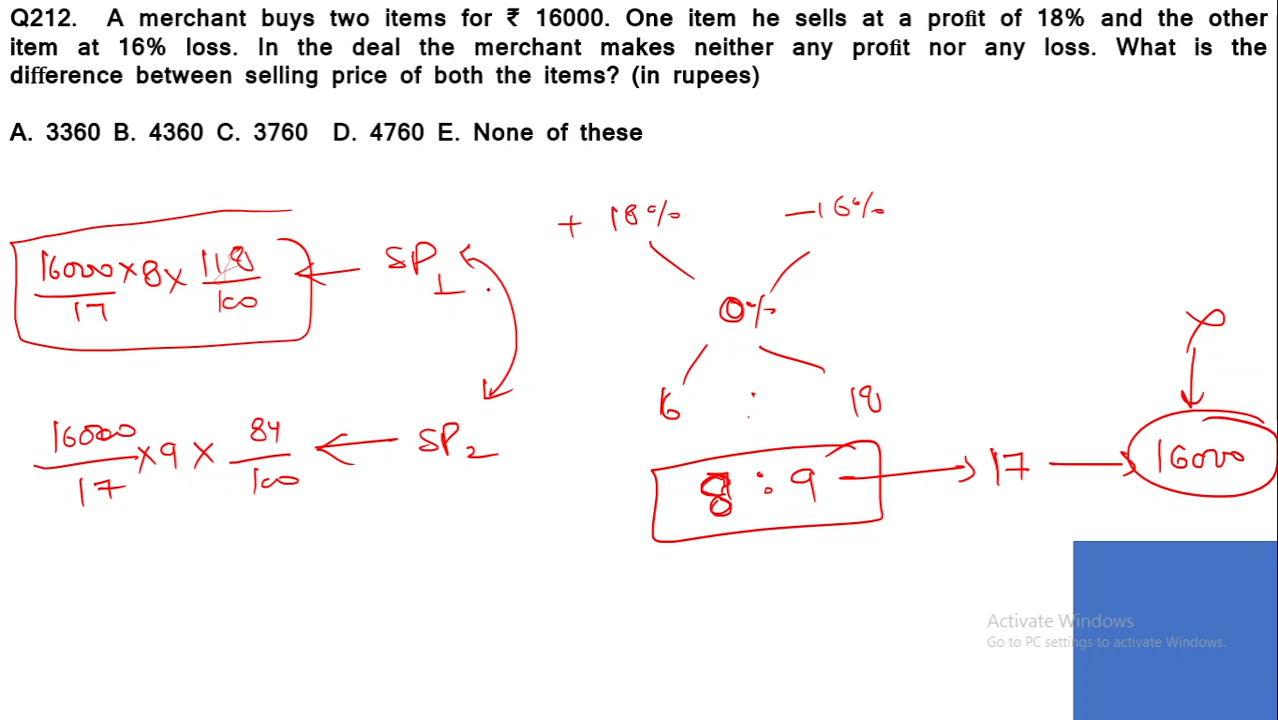 Q212. A merchant buys two items for ₹ 16000. One item he sells at a profit of 18% and the other
item at 16% loss. In the deal the merchant makes neither any profit nor any loss. What is the
difference between selling price of both the items? (in rupees)
A. 3360 B. 4360 C. 3760 D. 4760 E. None of these
+ 18% -16%
16000/17 × 8 × 118/100 ← SP1
0%
16 : 18
16000/17 × 9 × 84/100 ← SP2
8 : 9 → 17 → 16000
Activate Windows
Go to PC settings to activate Windows.